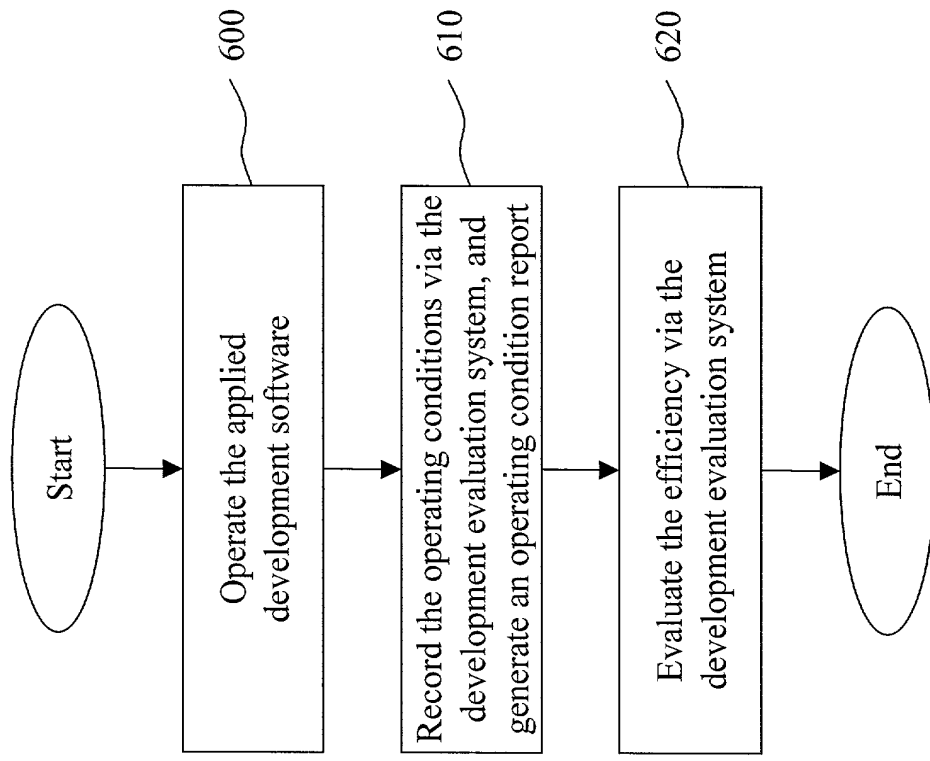 Start
Operate the applied
development software
600
Record the operating conditions via the
development evaluation system, and
generate an operating condition report
610
Evaluate the efficiency via the
development evaluation system
620
End